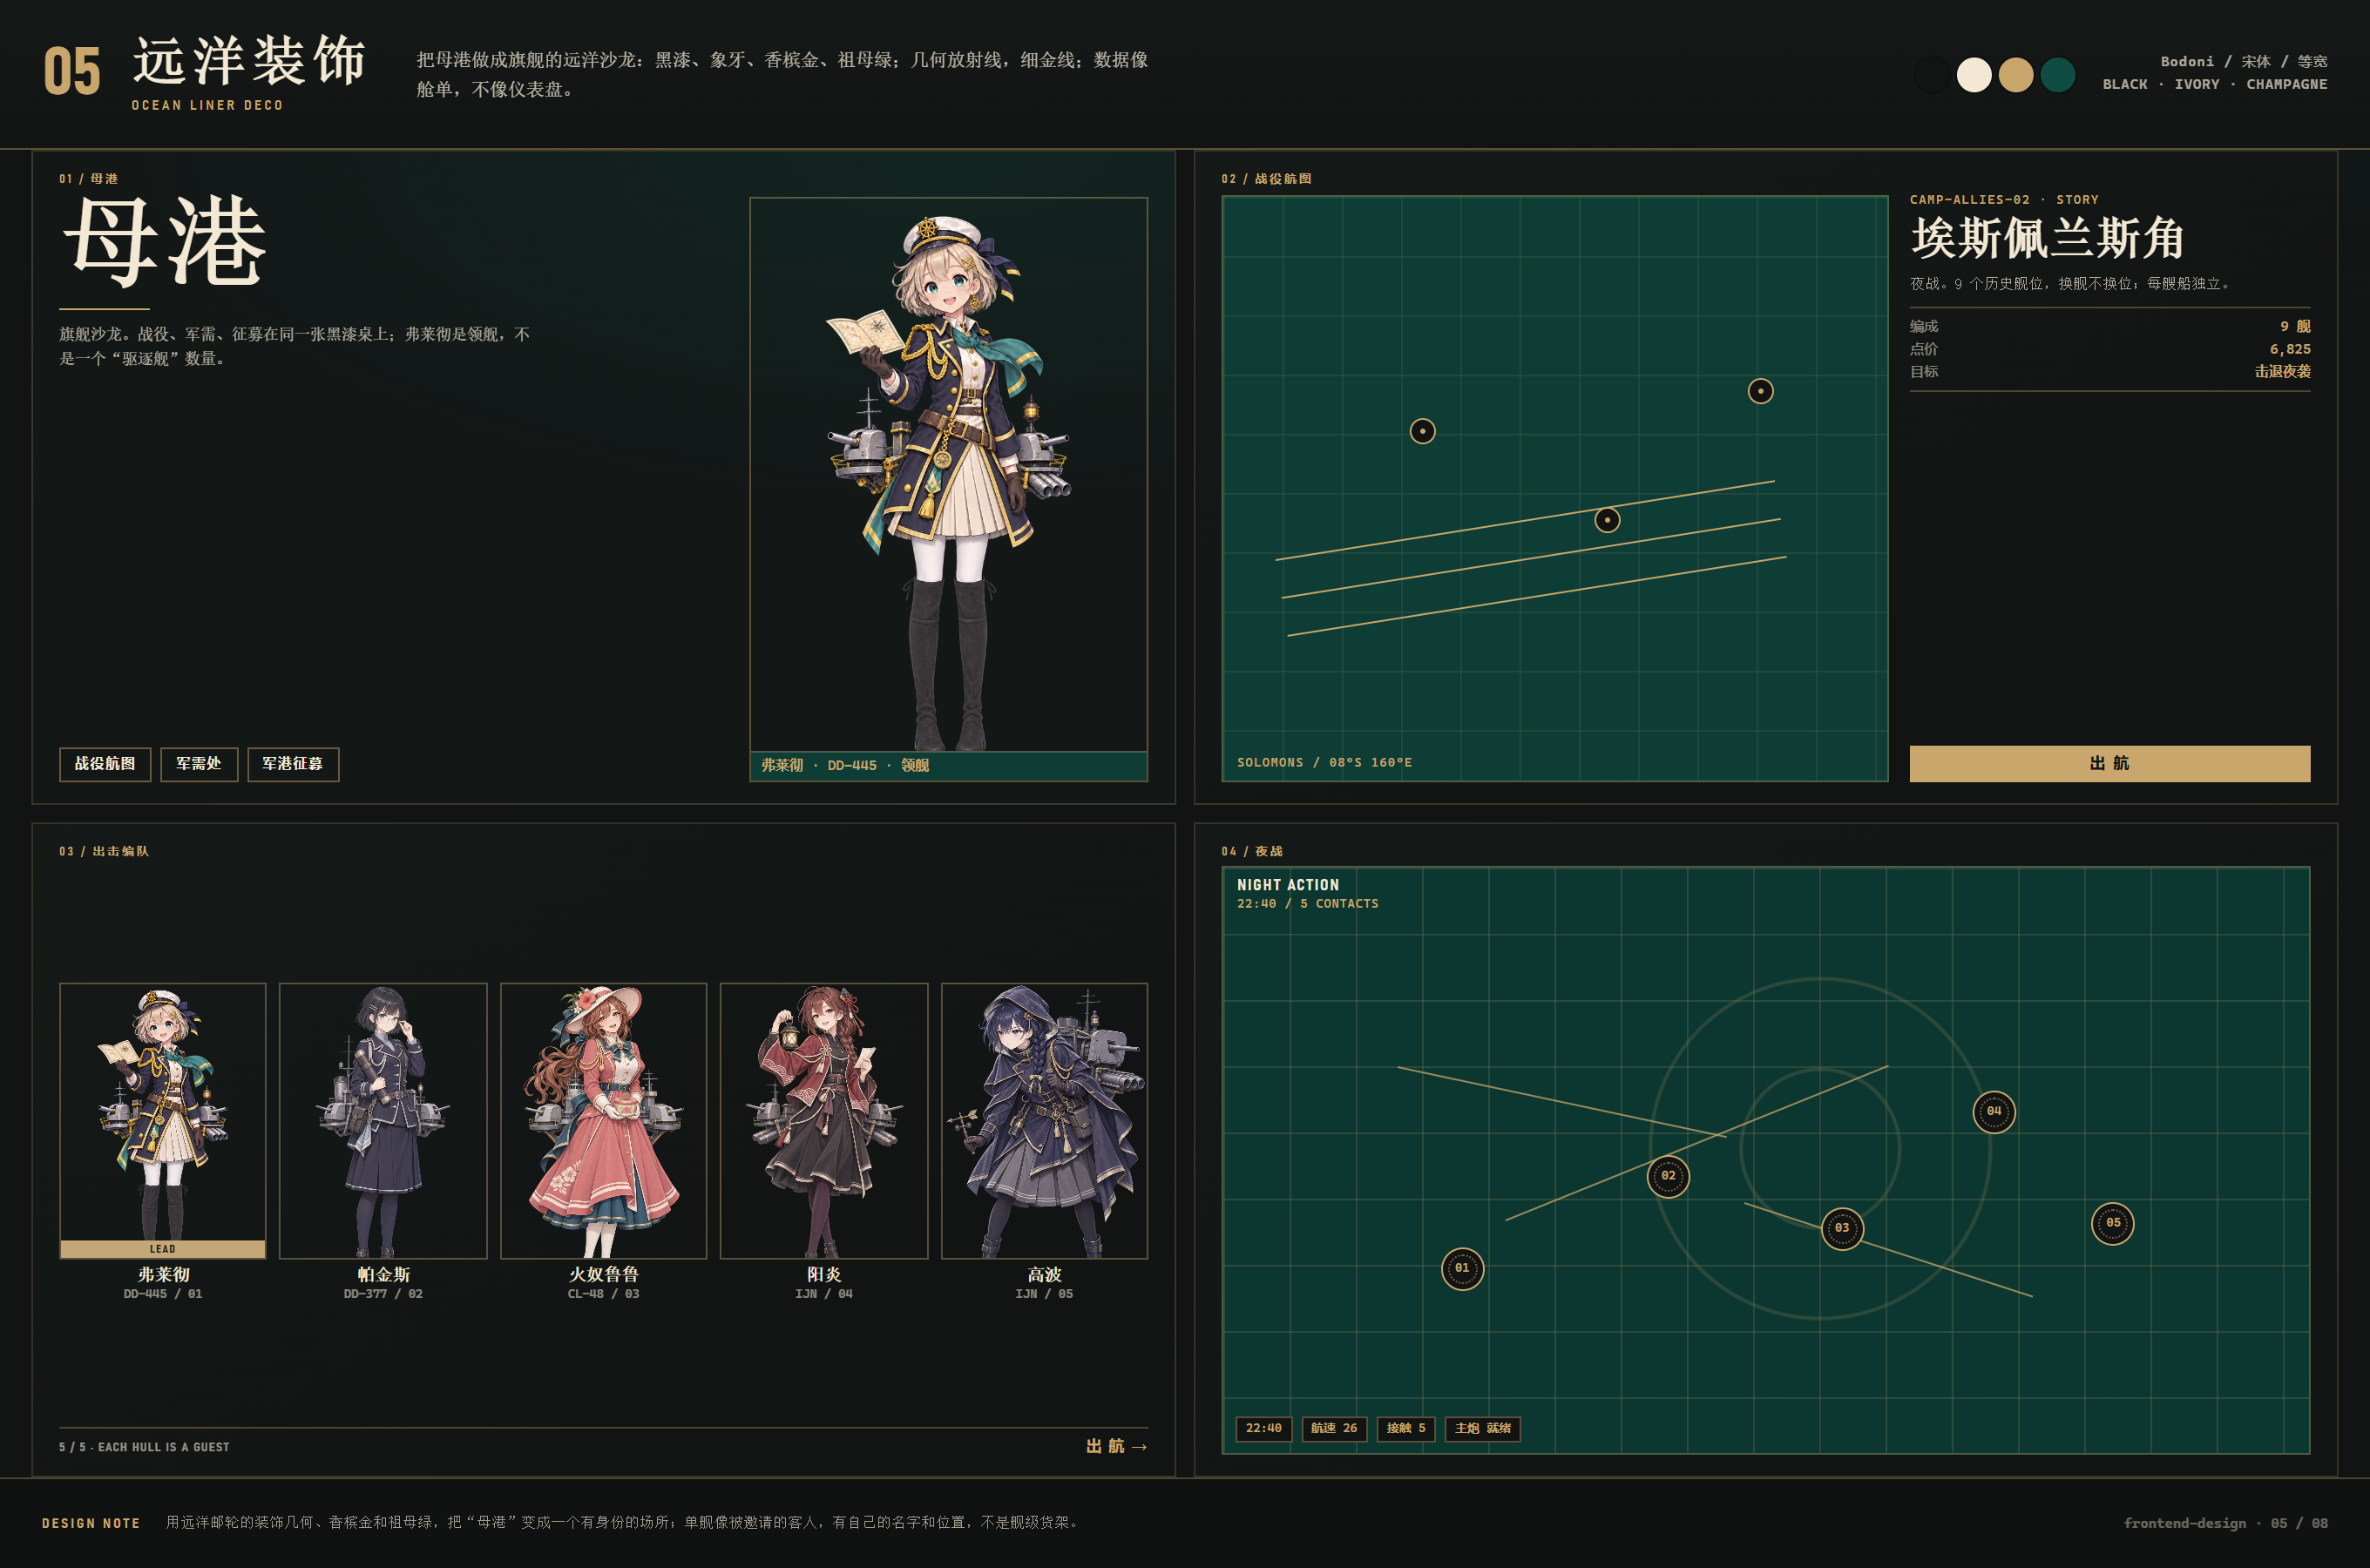 05
远洋装饰
OCEAN LINER DECO
把母港做成旗舰的远洋沙龙：黑漆、象牙、香槟金、祖母绿；几何放射线，细金线；数据像
舱单，不像仪表盘。
Bodoni / 宋体 / 等宽
BLACK · IVORY · CHAMPAGNE
01 / 母港
母港
旗舰沙龙。战役、军需、征募在同一张黑漆桌上；弗莱彻是领舰，不
是一个“驱逐舰”数量。
战役航图
军需处
军港征募
弗莱彻 · DD-445 · 领舰
02 / 战役航图
SOLOMONS / 08°S 160°E
CAMP-ALLIES-02 · STORY
埃斯佩兰斯角
夜战。9 个历史舰位，换舰不换位；每艘船独立。
编成 9 舰
点价 6,825
目标 击退夜袭
出航
03 / 出击编队
LEAD
弗莱彻
DD-445 / 01
帕金斯
DD-377 / 02
火奴鲁鲁
CL-48 / 03
阳炎
IJN / 04
高波
IJN / 05
5 / 5 · EACH HULL IS A GUEST
出航 →
04 / 夜战
NIGHT ACTION
22:40 / 5 CONTACTS
04
02
05
03
01
22:40
航速 26
接触 5
主炮 就绪
DESIGN NOTE
用远洋邮轮的装饰几何、香槟金和祖母绿，把“母港”变成一个有身份的场所；单舰像被邀请的客人，有自己的名字和位置，不是舰级货架。
frontend-design · 05 / 08